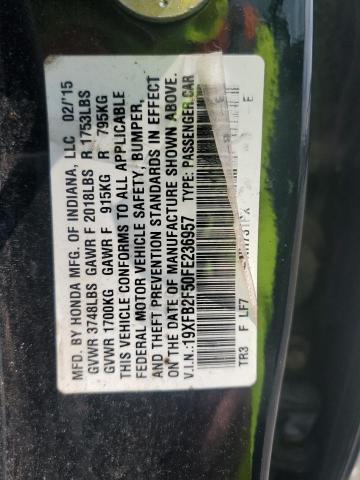 MFD. BY HONDA MFG. OF INDIANA, LLC 02/'15
GVWR 3748LBS GAWR F 2018LBS R 1753LBS
GVWR 1700KG GAWR F 915KG R 795KG
THIS VEHICLE CONFORMS TO ALL APPLICABLE
FEDERAL MOTOR VEHICLE SAFETY, BUMPER,
AND THEFT PREVENTION STANDARDS IN EFFECT
ON THE DATE OF MANUFACTURE SHOWN ABOVE.
V.I.N.:19XFB2F50FE236957 TYPE: PASSENGER CAR
TR3 F LF7 E